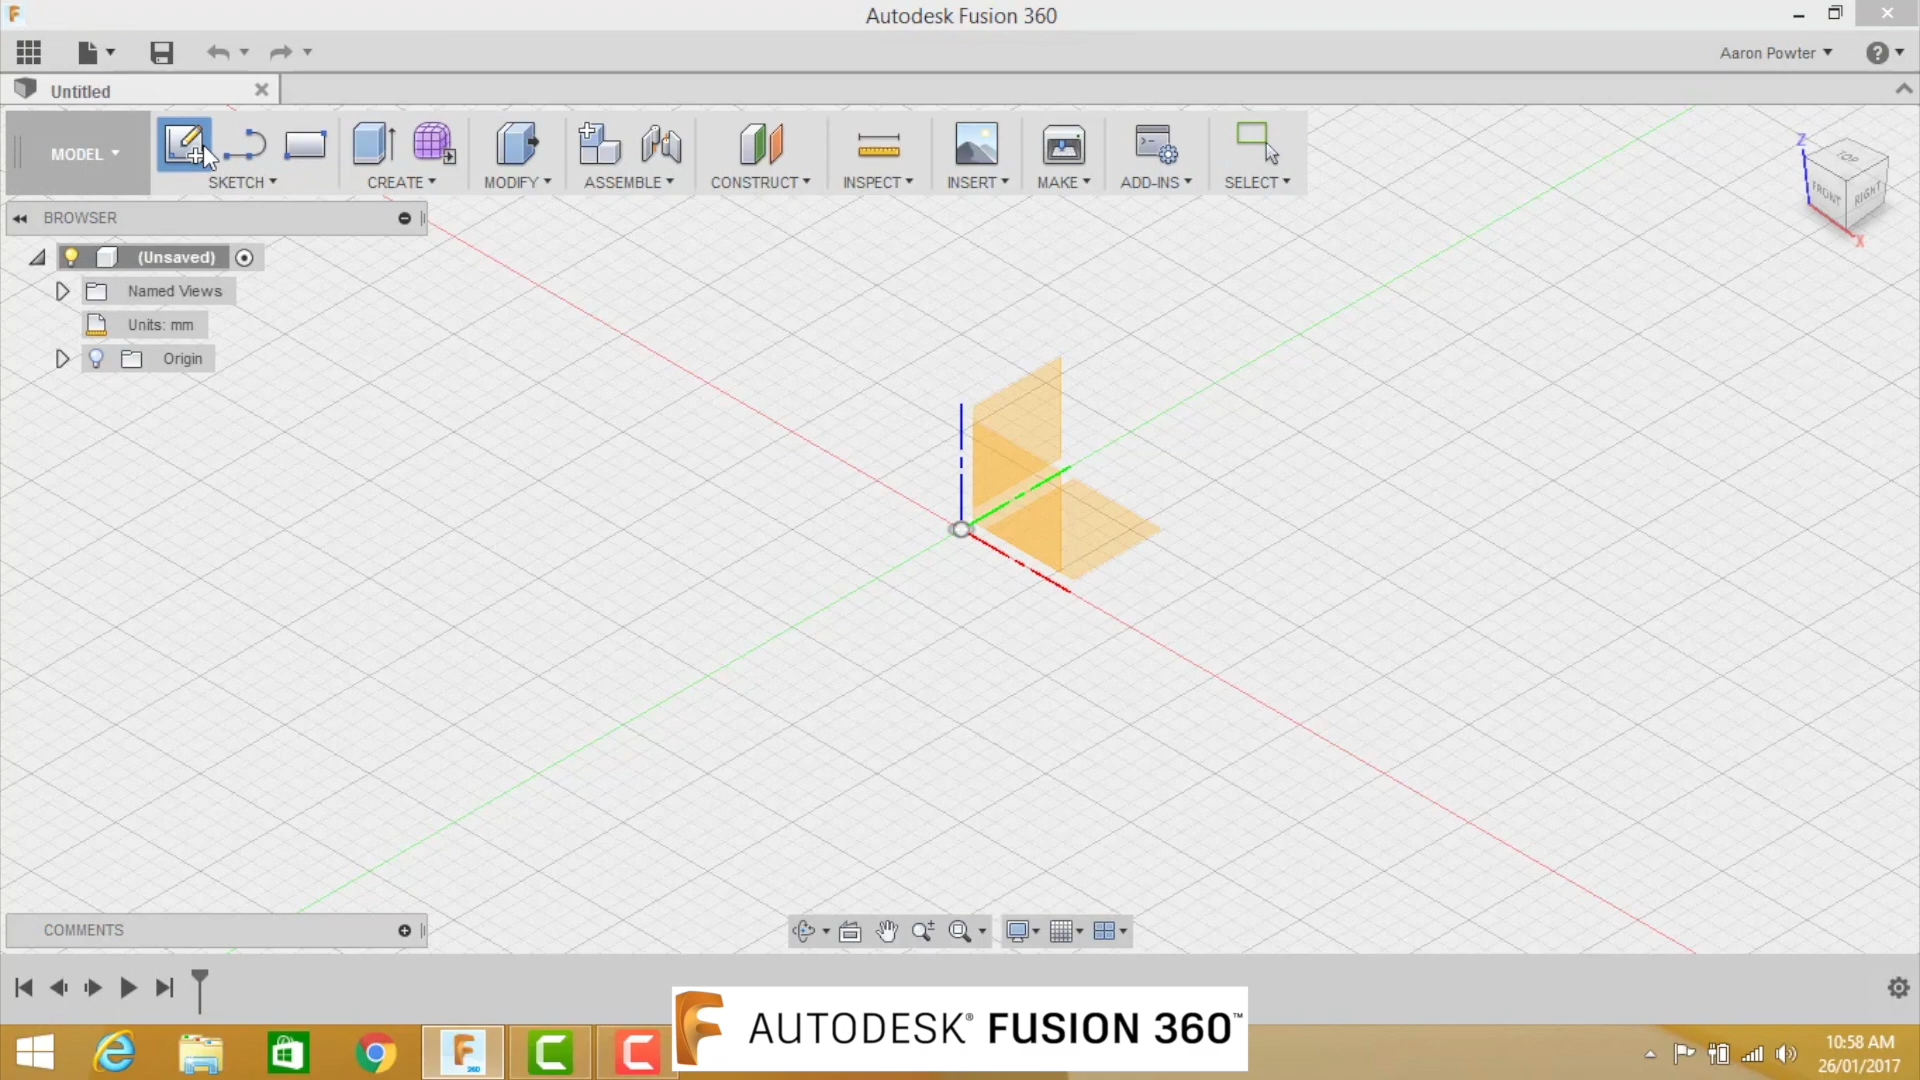 Autodesk Fusion 360
Aaron Powter
Untitled
MODEL
SKETCH
CREATE
MODIFY
ASSEMBLE
CONSTRUCT
INSPECT
INSERT
MAKE
ADD-INS
SELECT
Z
TOP
FRONT
RIGHT
X
BROWSER
(Unsaved)
Named Views
Units: mm
Origin
COMMENTS
AUTODESK® FUSION 360™
10:58 AM
26/01/2017